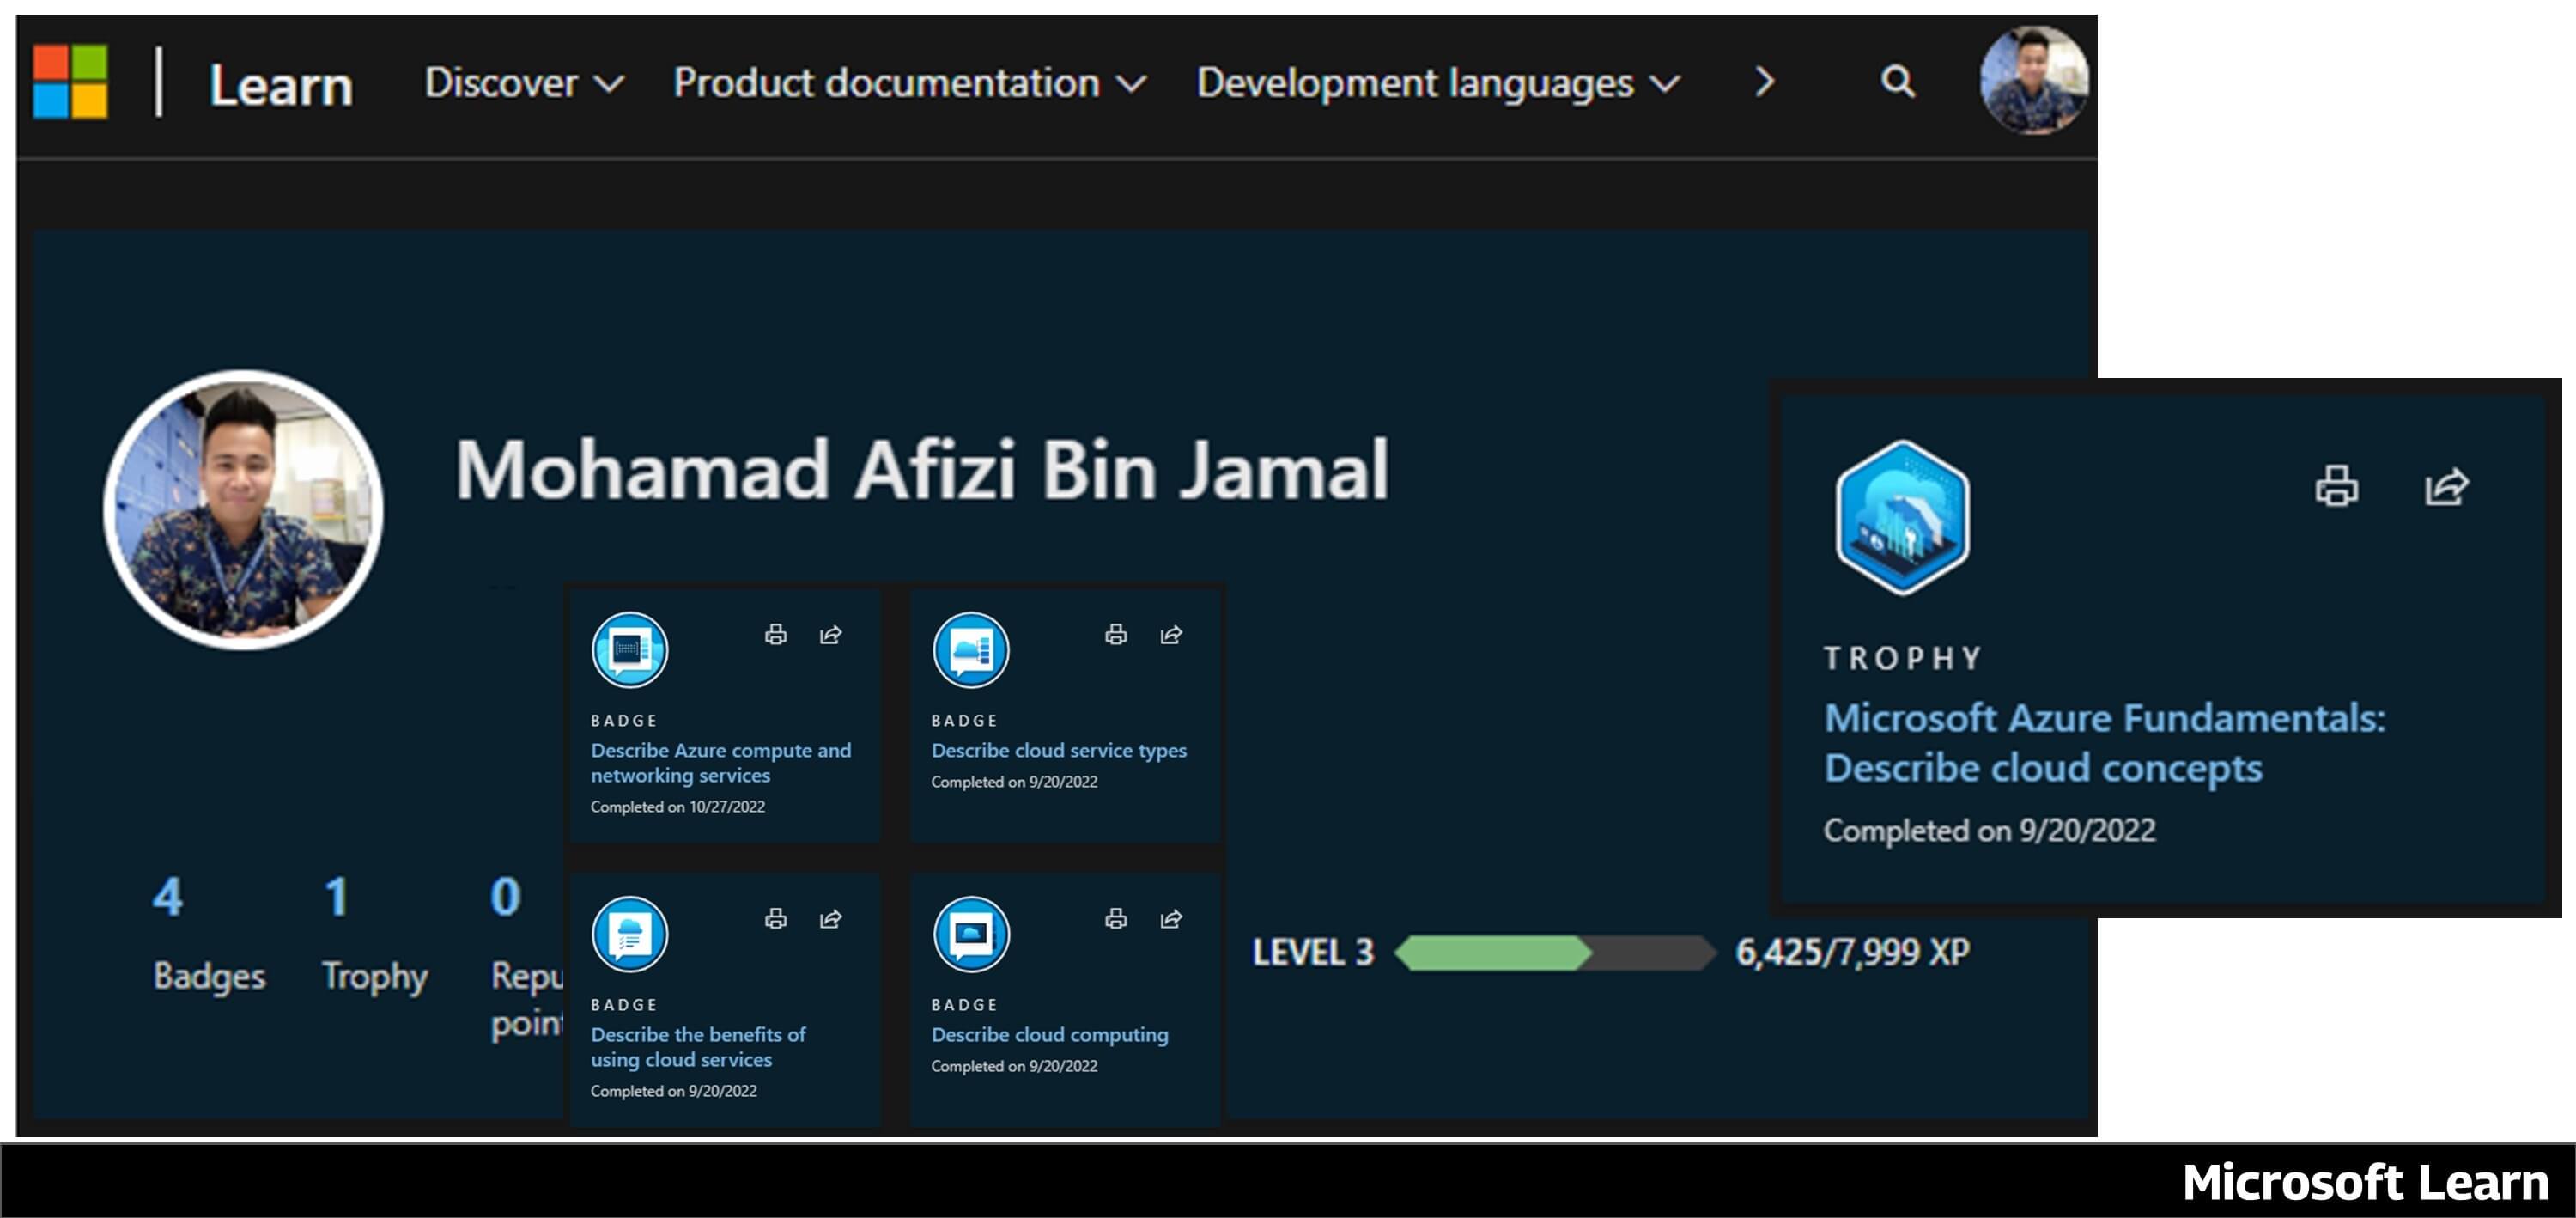 Learn Discover Product documentation Development languages
Mohamad Afizi Bin Jamal
4 1 0
Badges Trophy Repu
point
BADGE
Describe Azure compute and
networking services
Completed on 10/27/2022
BADGE
Describe cloud service types
Completed on 9/20/2022
BADGE
Describe the benefits of
using cloud services
Completed on 9/20/2022
BADGE
Describe cloud computing
Completed on 9/20/2022
LEVEL 3 6,425/7,999 XP
TROPHY
Microsoft Azure Fundamentals:
Describe cloud concepts
Completed on 9/20/2022
Microsoft Learn